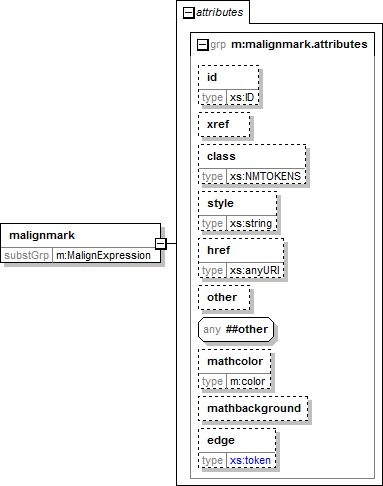 attributes
grp m:malignmark.attributes
id
type xs:ID
xref
class
type xs:NMTOKENS
style
type xs:string
malignmark
substGrp m:MalignExpression
href
type xs:anyURI
other
any ##other
mathcolor
type m:color
mathbackground
edge
type xs:token